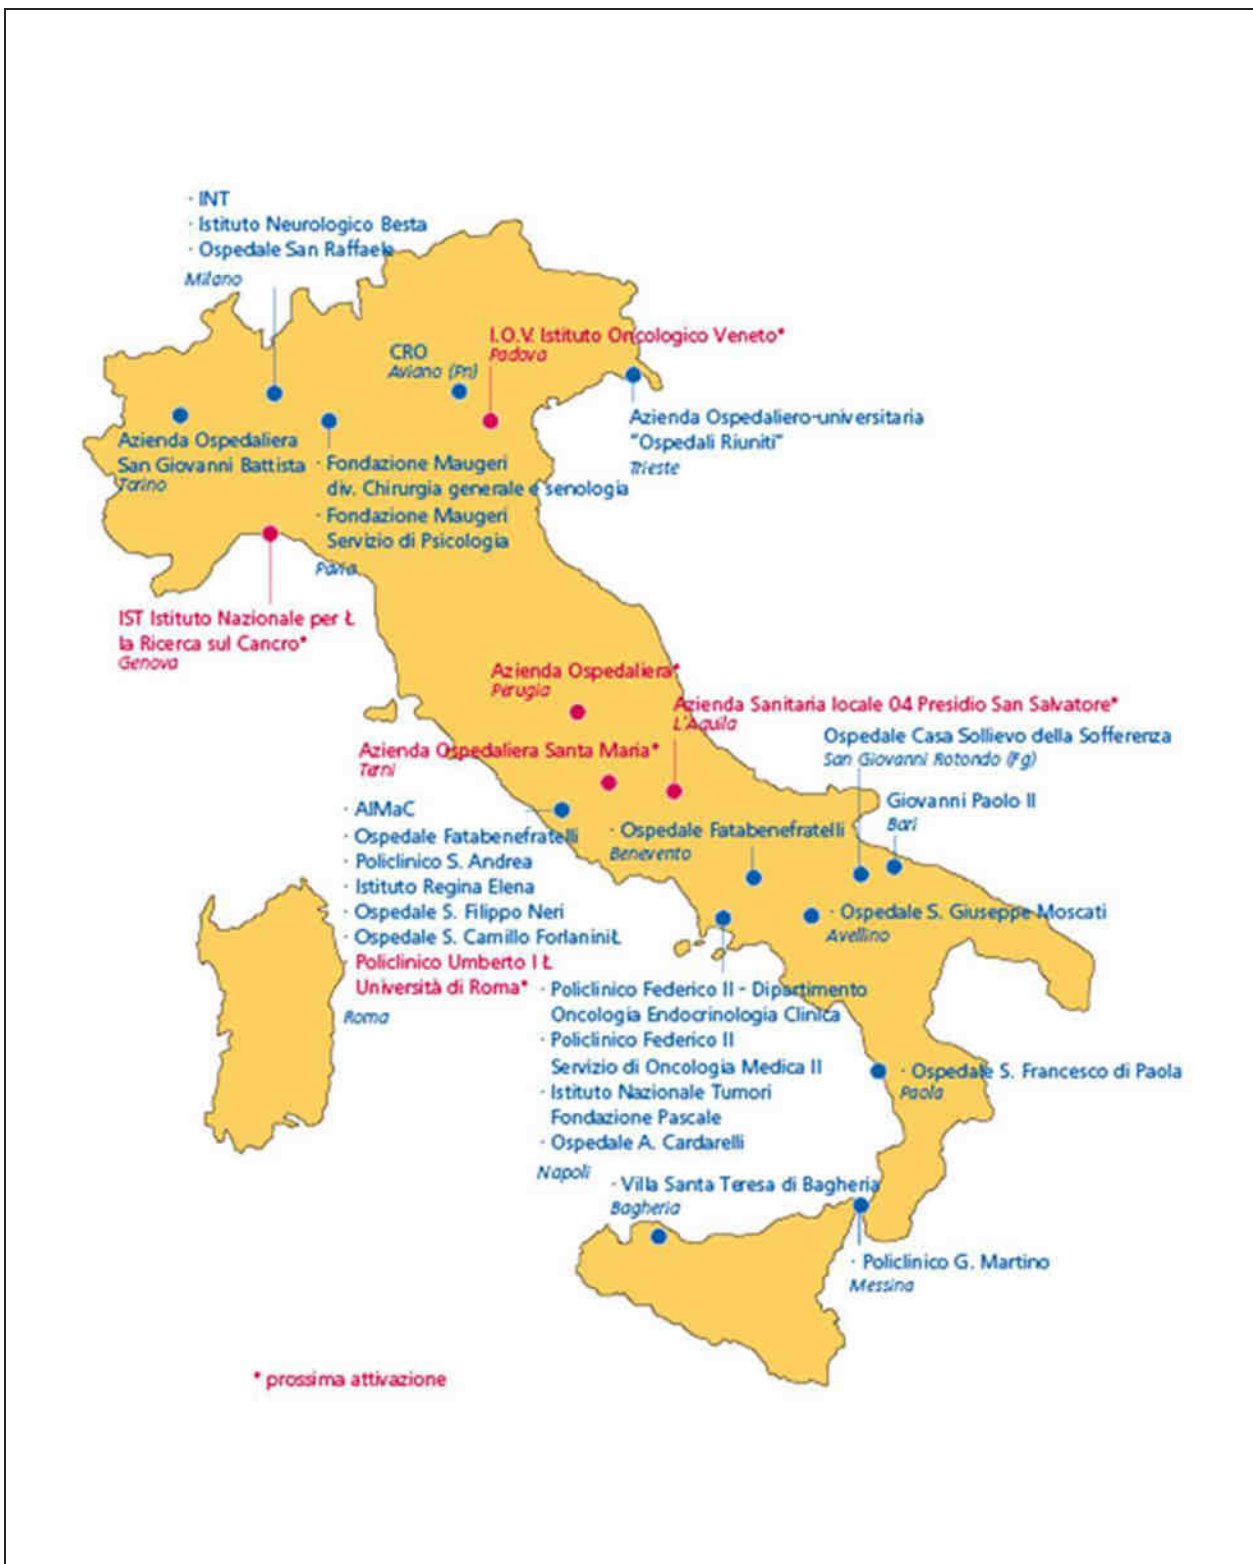 · INT
· Istituto Neurologico Besta
· Ospedale San Raffaele
Milano
I.O.V. Istituto Oncologico Veneto*
Padova
CRO
Aviano (Pn)
Azienda Ospedaliero-universitaria
"Ospedali Riuniti"
Trieste
Azienda Ospedaliera
San Giovanni Battista
Torino
· Fondazione Maugeri
div. Chirurgia generale e senologia
· Fondazione Maugeri
Servizio di Psicologia
Pavia
IST Istituto Nazionale per Ł
la Ricerca sul Cancro*
Genova
Azienda Ospedaliera*
Perugia
Azienda Sanitaria locale 04 Presidio San Salvatore*
L'Aquila
Azienda Ospedaliera Santa Maria*
Terni
Ospedale Casa Sollievo della Sofferenza
San Giovanni Rotondo (Fg)
Giovanni Paolo II
Bari
· AIMaC
· Ospedale Fatabenefratelli
· Policlinico S. Andrea
· Istituto Regina Elena
· Ospedale S. Filippo Neri
· Ospedale S. Camillo ForlaniniŁ
· Policlinico Umberto I Ł
Università di Roma*
Roma
· Ospedale Fatabenefratelli
Benevento
· Ospedale S. Giuseppe Moscati
Avellino
· Policlinico Federico II - Dipartimento
Oncologia Endocrinologia Clinica
· Policlinico Federico II
Servizio di Oncologia Medica II
· Istituto Nazionale Tumori
Fondazione Pascale
· Ospedale A. Cardarelli
Napoli
· Ospedale S. Francesco di Paola
Paola
· Villa Santa Teresa di Bagheria
Bagheria
· Policlinico G. Martino
Messina
* prossima attivazione